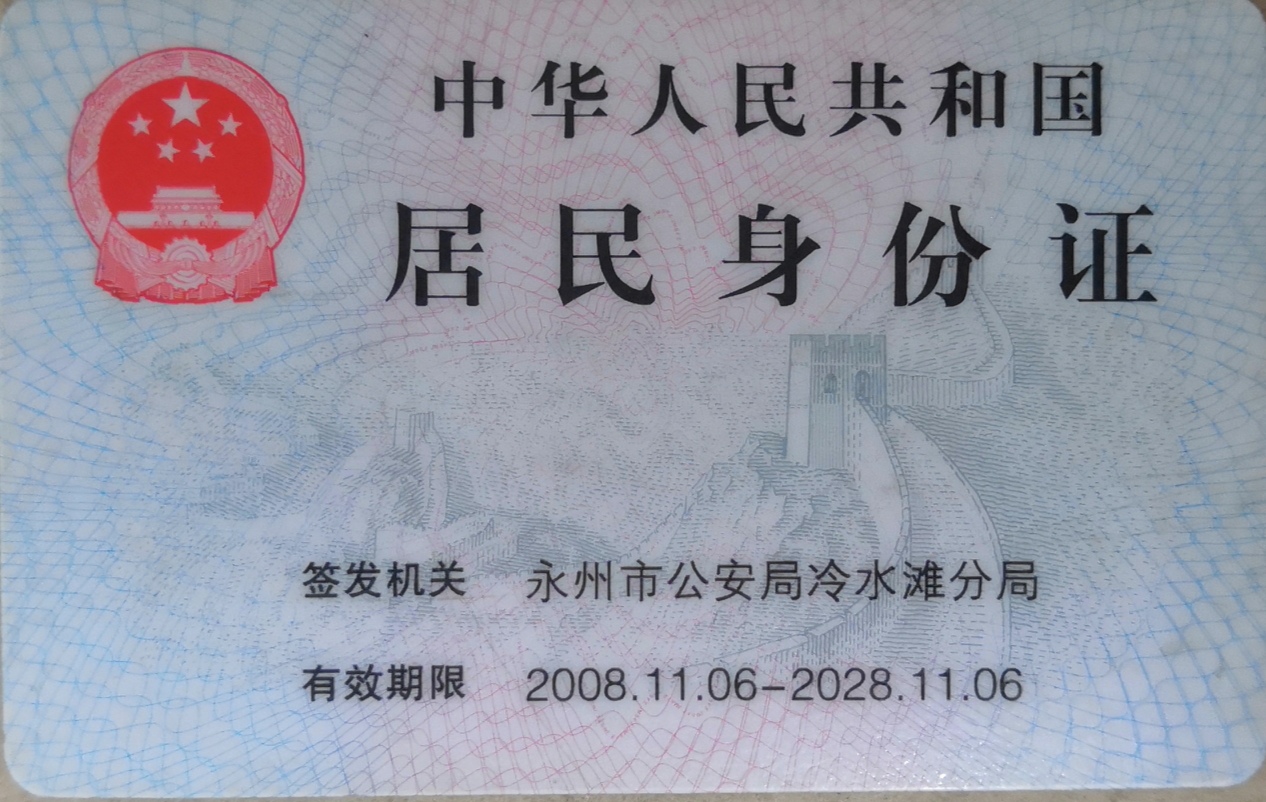 中华人民共和国
居民身份证
签发机关 永州市公安局冷水滩分局
有效期限 2008.11.06-2028.11.06